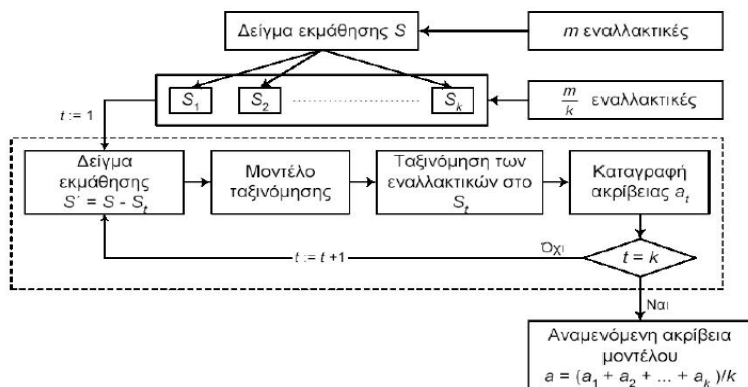 Δείγμα εκμάθησης S
m εναλλακτικές
S1
S2
Sk
m/k εναλλακτικές
t := 1
Δείγμα
εκμάθησης
S´ = S - St
Μοντέλο
ταξινόμησης
Ταξινόμηση των
εναλλακτικών στο
St
Καταγραφή
ακρίβειας at
t = k
Όχι
t := t +1
Ναι
Αναμενόμενη ακρίβεια
μοντέλου
a = (a1 + a2 + ... + ak )/k